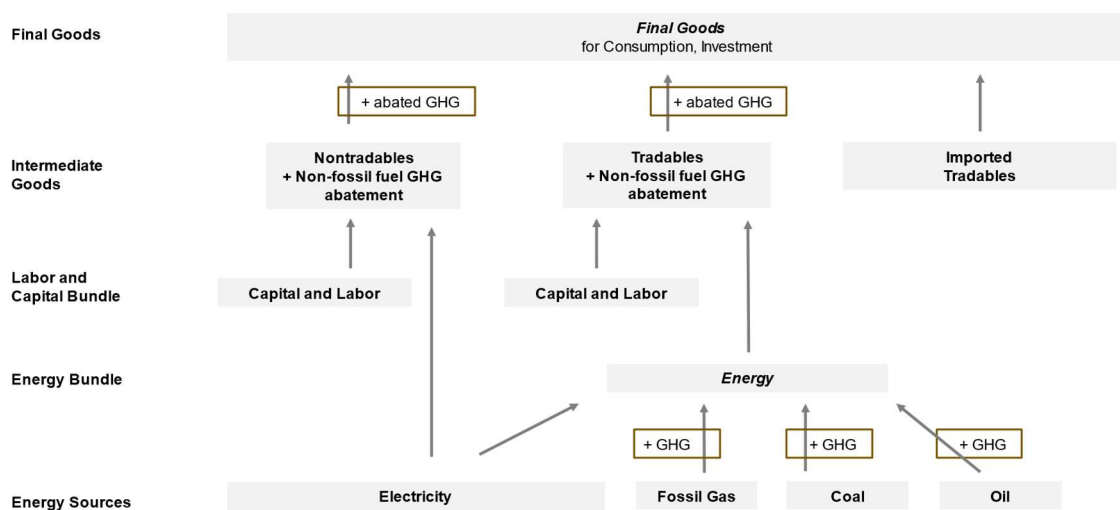 Final Goods
Final Goods
for Consumption, Investment
+ abated GHG
+ abated GHG
Intermediate
Goods
Nontradables
+ Non-fossil fuel GHG
abatement
Tradables
+ Non-fossil fuel GHG
abatement
Imported
Tradables
Labor and
Capital Bundle
Capital and Labor
Capital and Labor
Energy Bundle
Energy
+ GHG
+ GHG
+ GHG
Energy Sources
Electricity
Fossil Gas
Coal
Oil